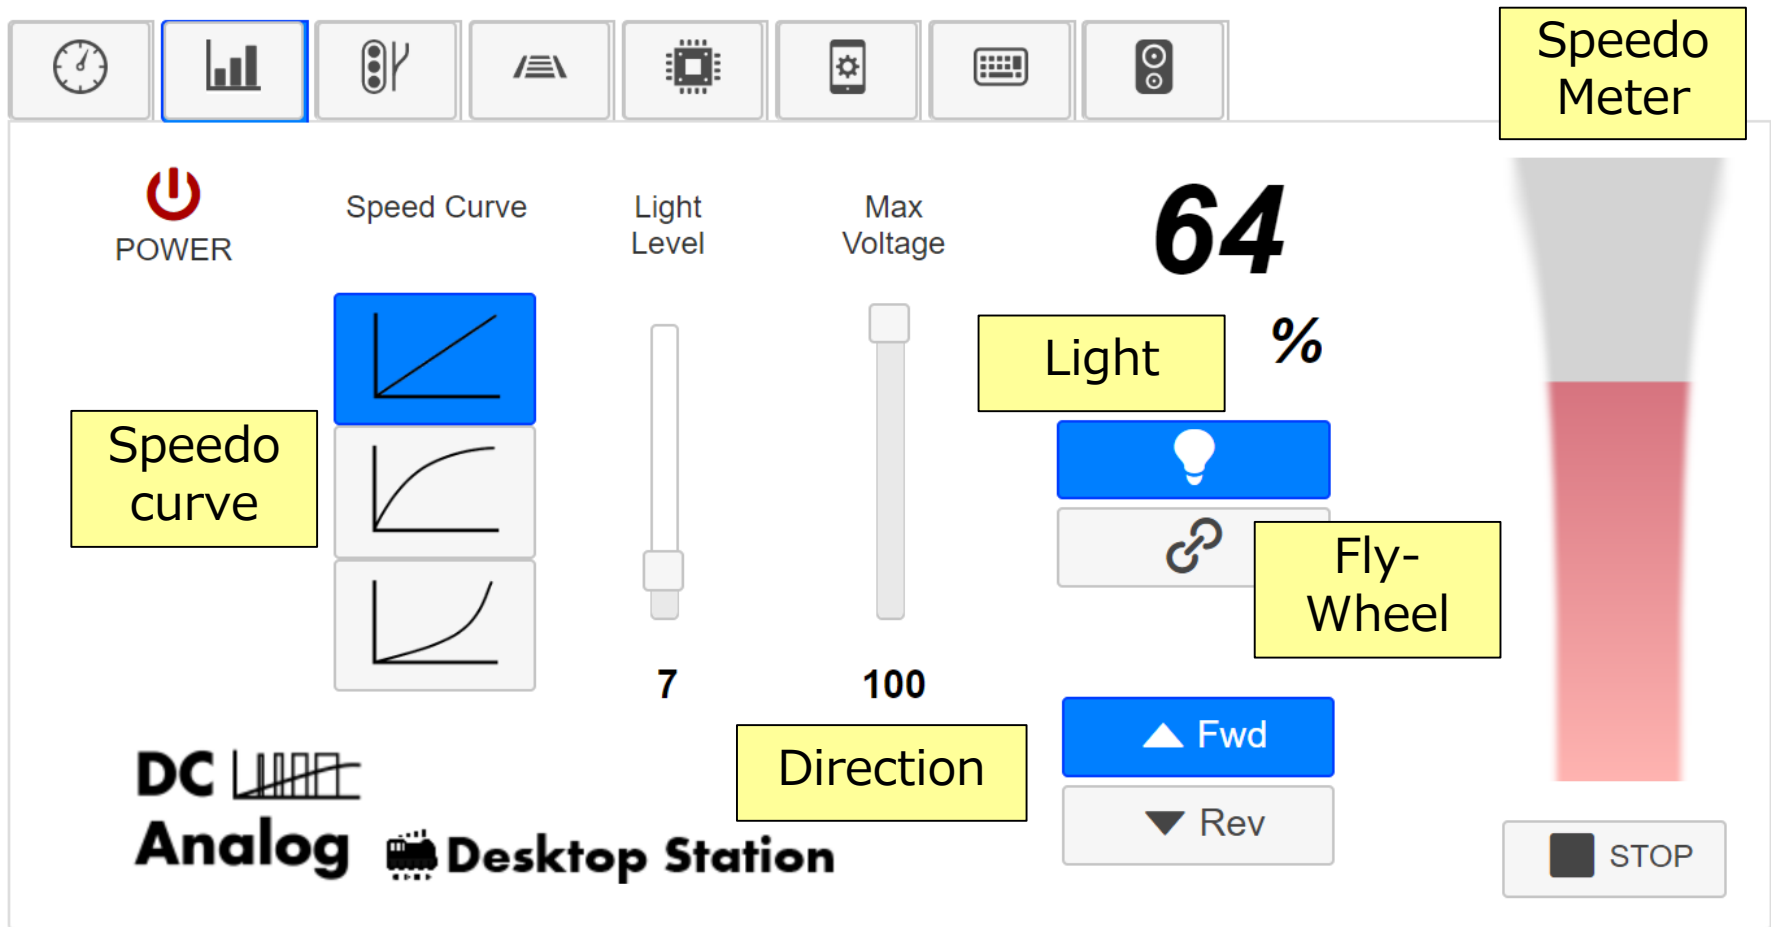 Speedo
Meter
POWER
Speed Curve
Light
Level
Max
Voltage
64
%
Light
Speedo
curve
Fly-
Wheel
7
100
Direction
Fwd
Rev
DC
Analog
Desktop Station
STOP